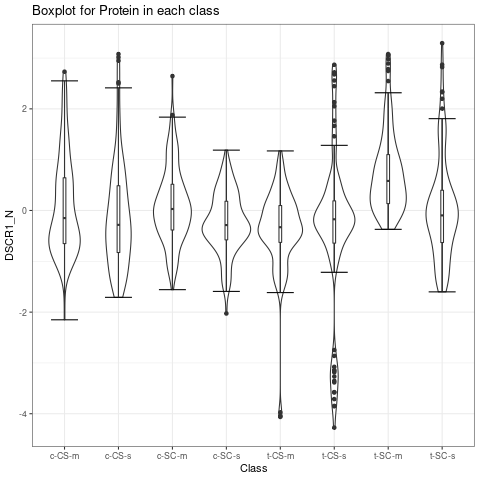 Boxplot for Protein in each class
DSCR1_N
2
0
-2
-4
c-CS-m c-CS-s c-SC-m c-SC-s t-CS-m t-CS-s t-SC-m t-SC-s
Class